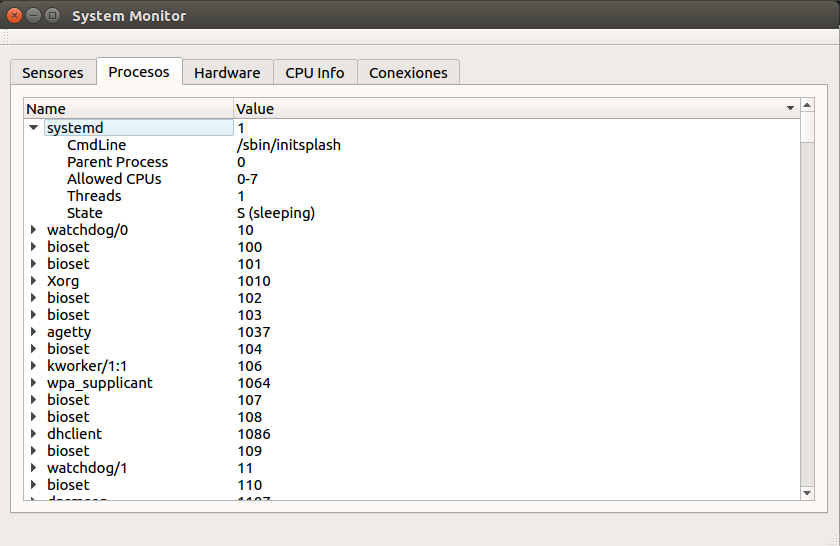 System Monitor
Sensores Procesos Hardware CPU Info Conexiones
Name Value
systemd 1
CmdLine /sbin/initsplash
Parent Process 0
Allowed CPUs 0-7
Threads 1
State S (sleeping)
watchdog/0 10
bioset 100
bioset 101
Xorg 1010
bioset 102
bioset 103
agetty 1037
bioset 104
kworker/1:1 106
wpa_supplicant 1064
bioset 107
bioset 108
dhclient 1086
bioset 109
watchdog/1 11
bioset 110